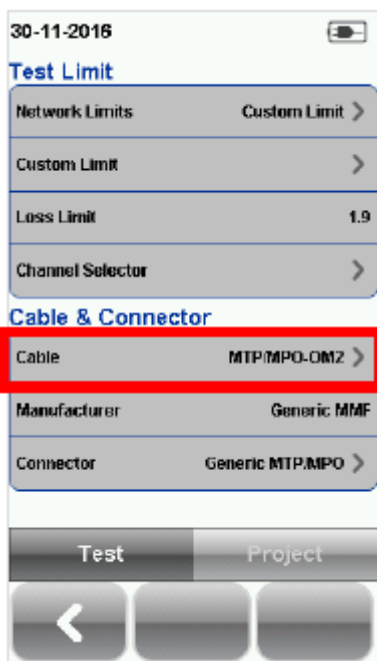 30-11-2016
Test Limit
Network Limits Custom Limit
Custom Limit
Loss Limit 1.9
Channel Selector
Cable & Connector
Cable MTP/MPO-OM2
Manufacturer Generic MMF
Connector Generic MTP/MPO
Test Project